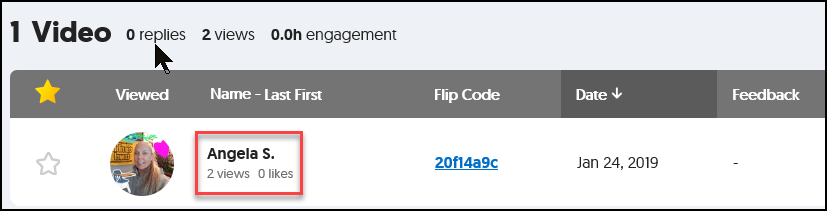 1 Video 0 replies 2 views 0.0h engagement
Viewed Name - Last First Flip Code Date ↓ Feedback
Angela S. 20f14a9c Jan 24, 2019 -
2 views 0 likes